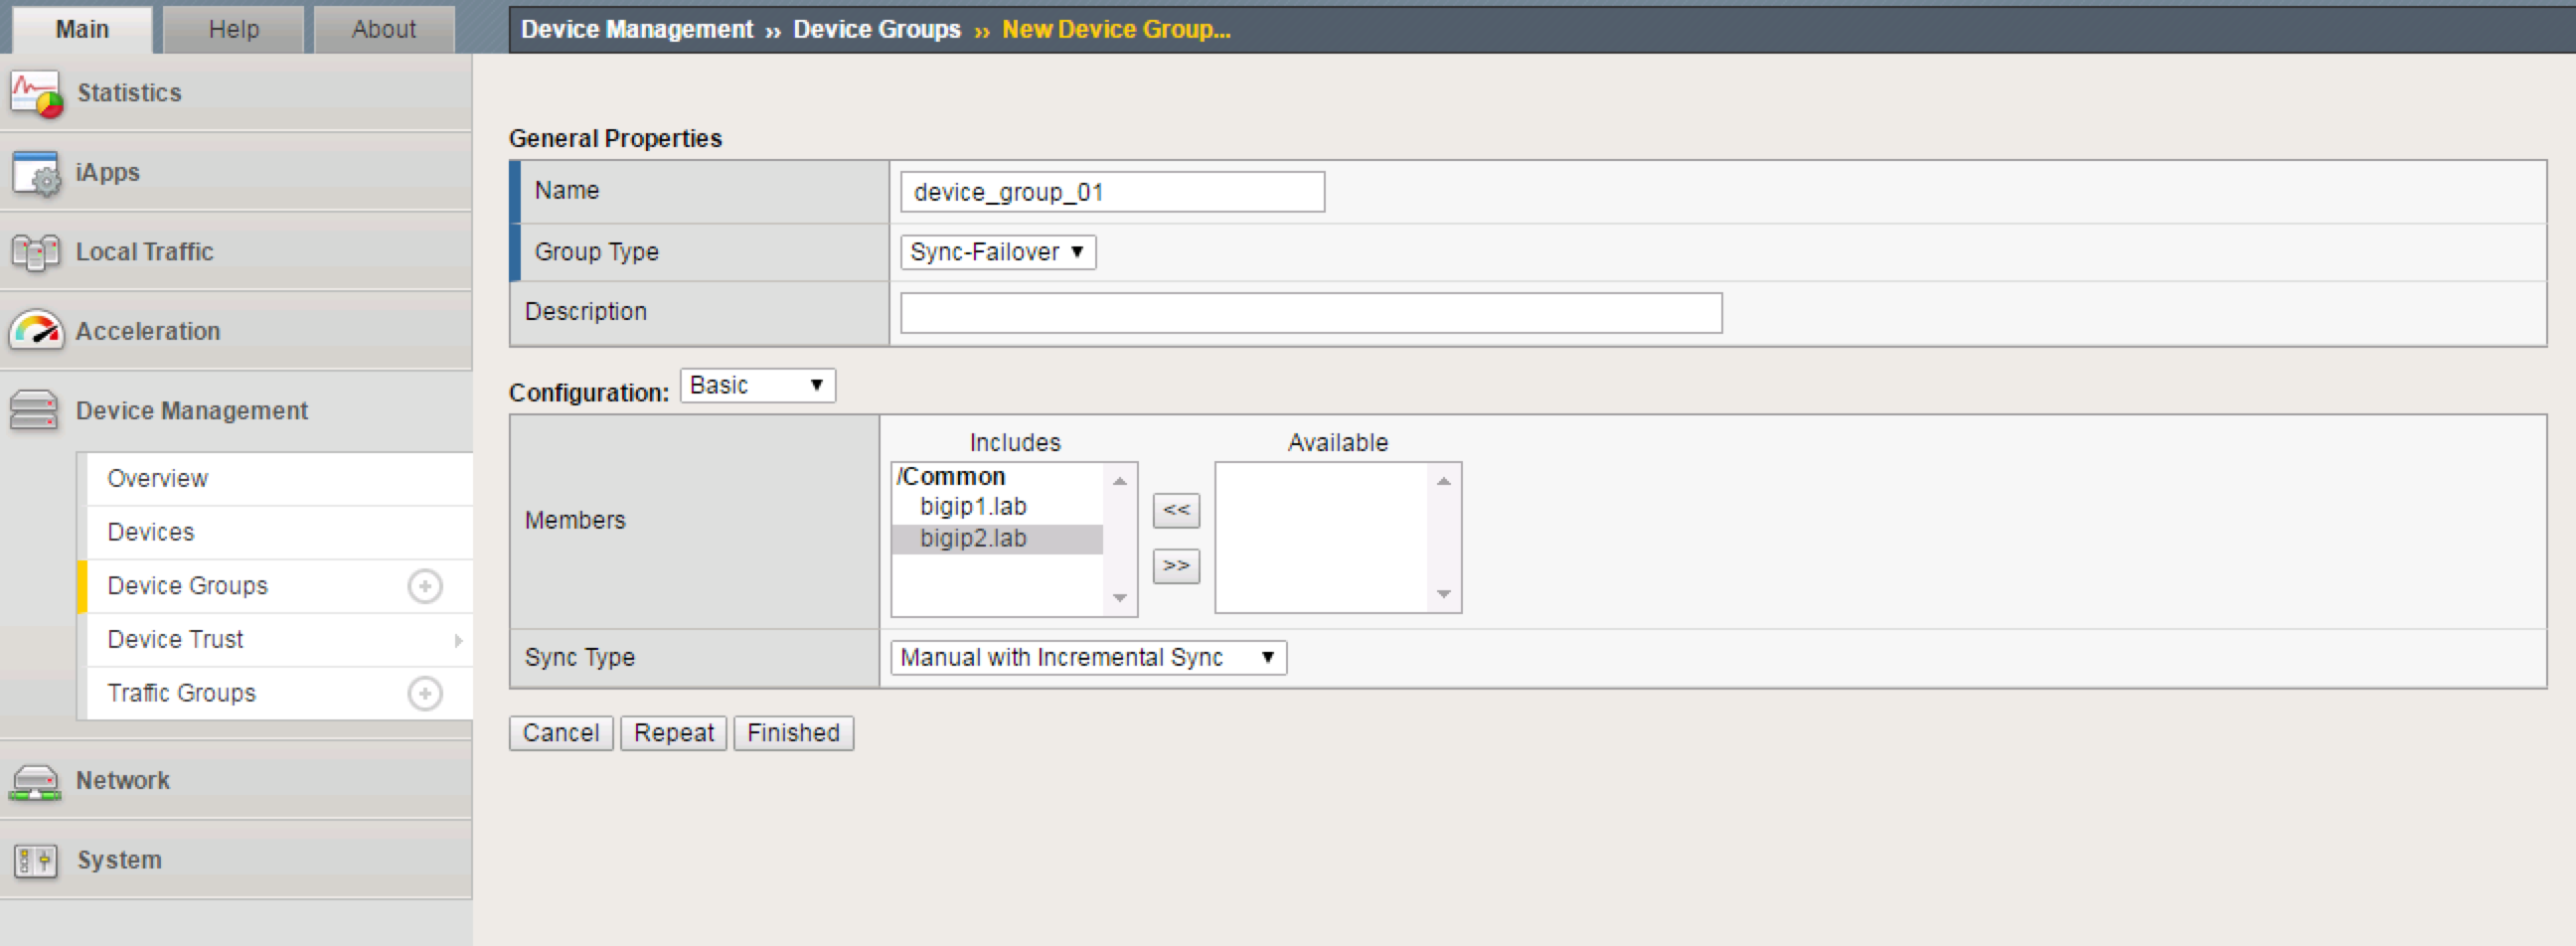 Main Help About
Device Management ›› Device Groups ›› New Device Group...
Statistics
iApps
Local Traffic
Acceleration
Device Management
Overview
Devices
Device Groups
Device Trust
Traffic Groups
Network
System
General Properties
Name device_group_01
Group Type Sync-Failover
Description
Configuration: Basic
Includes Available
/Common
bigip1.lab
bigip2.lab
<<
>>
Members
Sync Type Manual with Incremental Sync
Cancel Repeat Finished